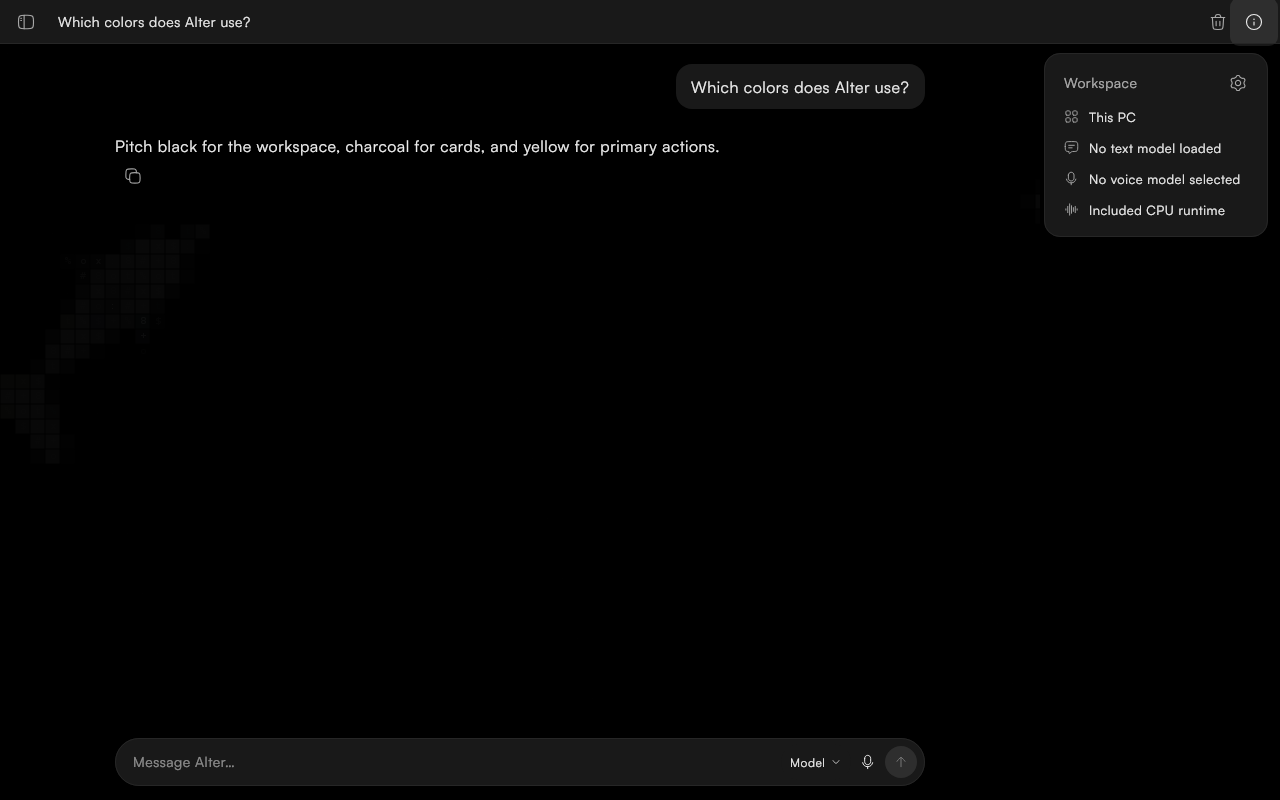 Which colors does Alter use?
Which colors does Alter use?
Pitch black for the workspace, charcoal for cards, and yellow for primary actions.
Workspace
This PC
No text model loaded
No voice model selected
Included CPU runtime
Message Alter...
Model